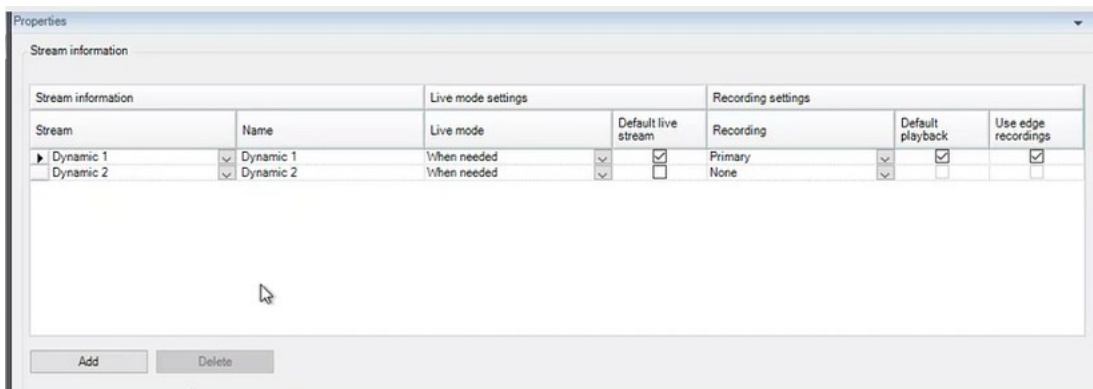 Properties
Stream information
Stream information Live mode settings Recording settings
Stream Name Live mode Default live stream Recording Default playback Use edge recordings
Dynamic 1 Dynamic 1 When needed Primary
Dynamic 2 Dynamic 2 When needed None
Add Delete